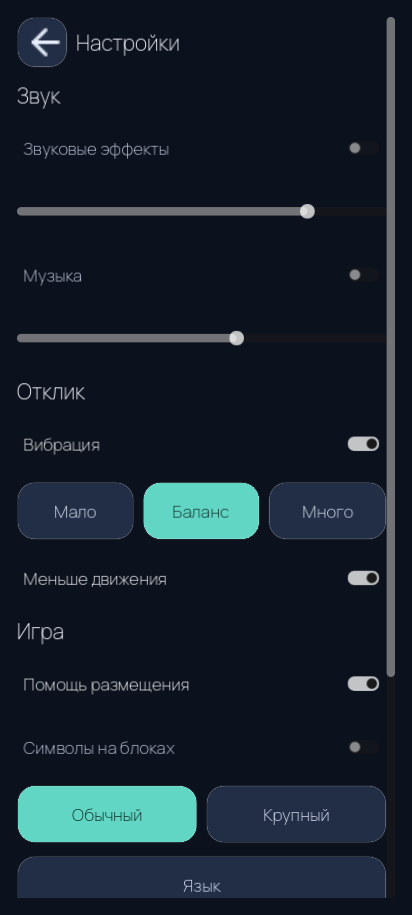 Настройки
Звук
Звуковые эффекты
Музыка
Отклик
Вибрация
Мало
Баланс
Много
Меньше движения
Игра
Помощь размещения
Символы на блоках
Обычный
Крупный
Язык